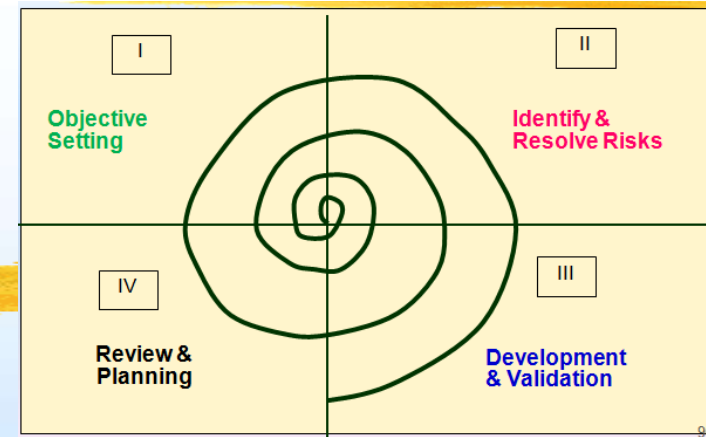 I
II
Objective
Setting
Identify &
Resolve Risks
IV
III
Review &
Planning
Development
& Validation